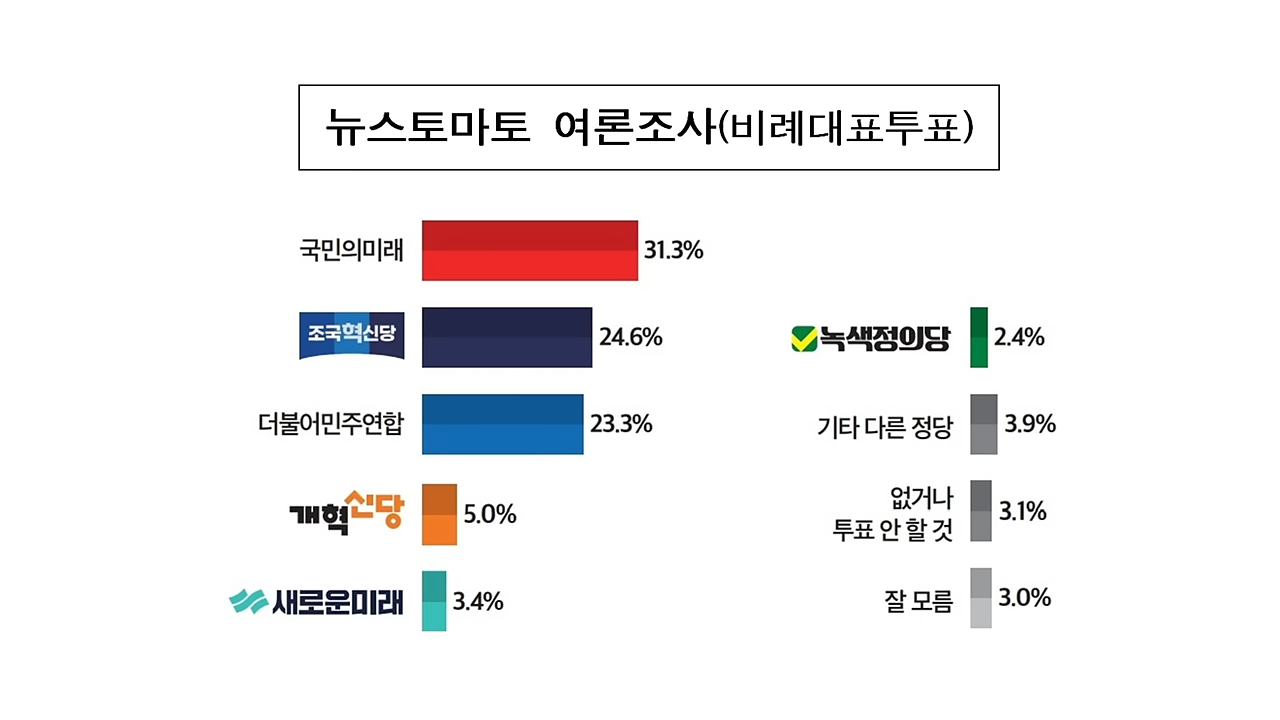 뉴스토마토 여론조사(비례대표투표)
국민의미래 31.3%
조국혁신당 24.6%
더불어민주연합 23.3%
개혁신당 5.0%
새로운미래 3.4%
녹색정의당 2.4%
기타 다른 정당 3.9%
없거나
투표 안 할 것 3.1%
잘 모름 3.0%